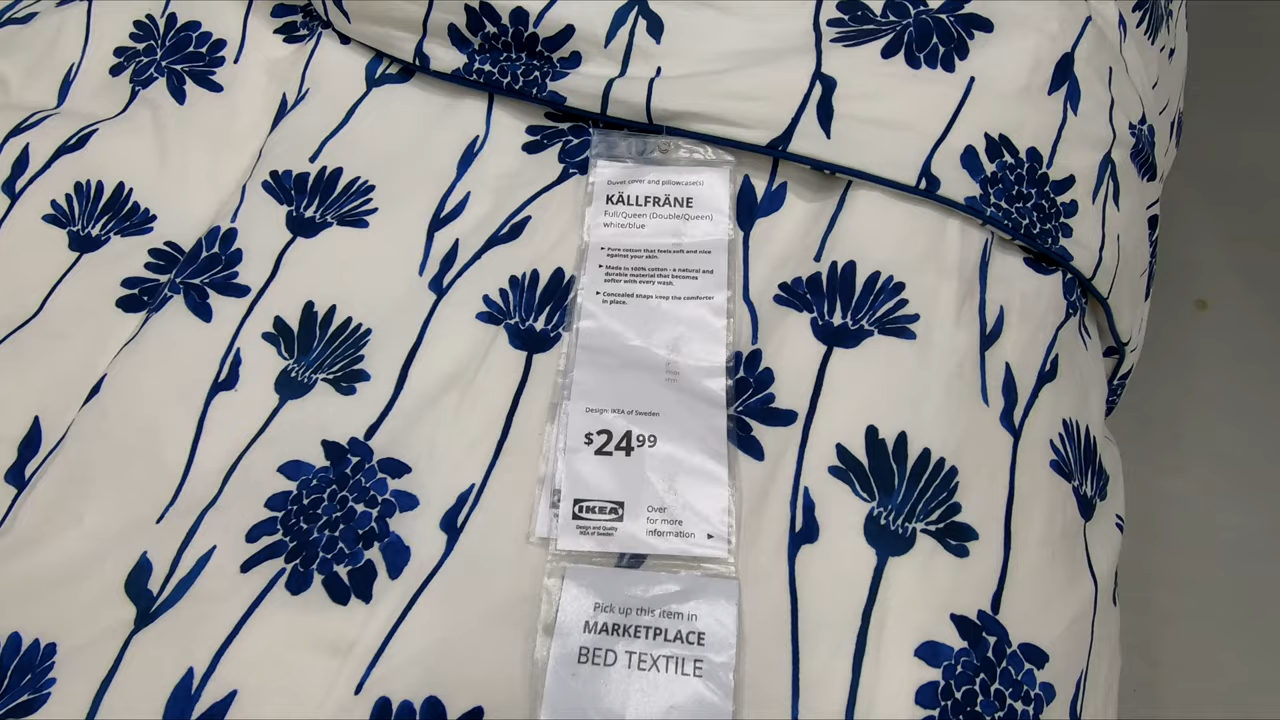 Duvet cover and pillowcase(s)
KÄLLFRÄNE
Full/Queen (Double/Queen)
white/blue
► Pure cotton that feels soft and nice
against your skin.
► Made in 100% cotton - a natural and
durable material that becomes
softer with every wash.
► Concealed snaps keep the comforter
in place.
Design: IKEA of Sweden
$24.99
IKEA
Design and Quality
IKEA of Sweden
Over
for more
information ►
Pick up this item in
MARKETPLACE
BED TEXTILE